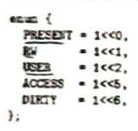 enum {
PRESENT = 1<<0,
RW = 1<<1,
USER = 1<<2,
ACCESS = 1<<5,
DIRTY = 1<<6,
};